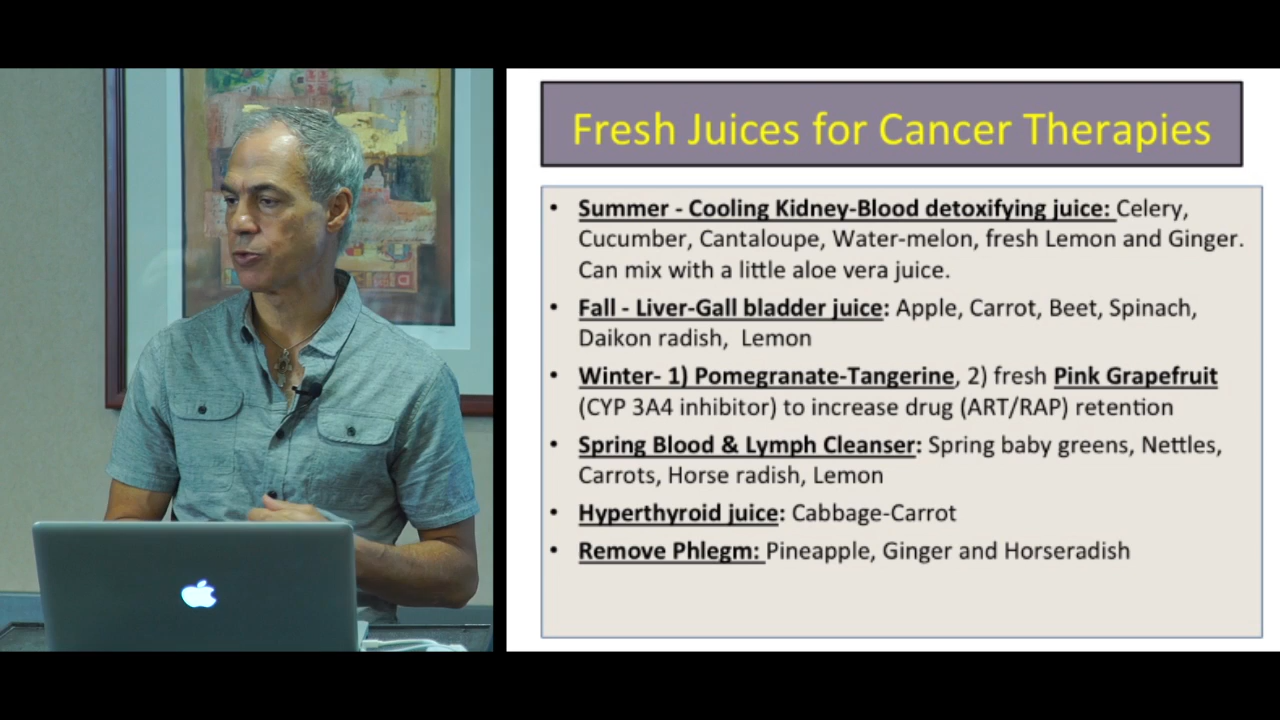 Fresh Juices for Cancer Therapies
• Summer - Cooling Kidney-Blood detoxifying juice: Celery,
Cucumber, Cantaloupe, Water-melon, fresh Lemon and Ginger.
Can mix with a little aloe vera juice.
• Fall - Liver-Gall bladder juice: Apple, Carrot, Beet, Spinach,
Daikon radish, Lemon
• Winter- 1) Pomegranate-Tangerine, 2) fresh Pink Grapefruit
(CYP 3A4 inhibitor) to increase drug (ART/RAP) retention
• Spring Blood & Lymph Cleanser: Spring baby greens, Nettles,
Carrots, Horse radish, Lemon
• Hyperthyroid juice: Cabbage-Carrot
• Remove Phlegm: Pineapple, Ginger and Horseradish